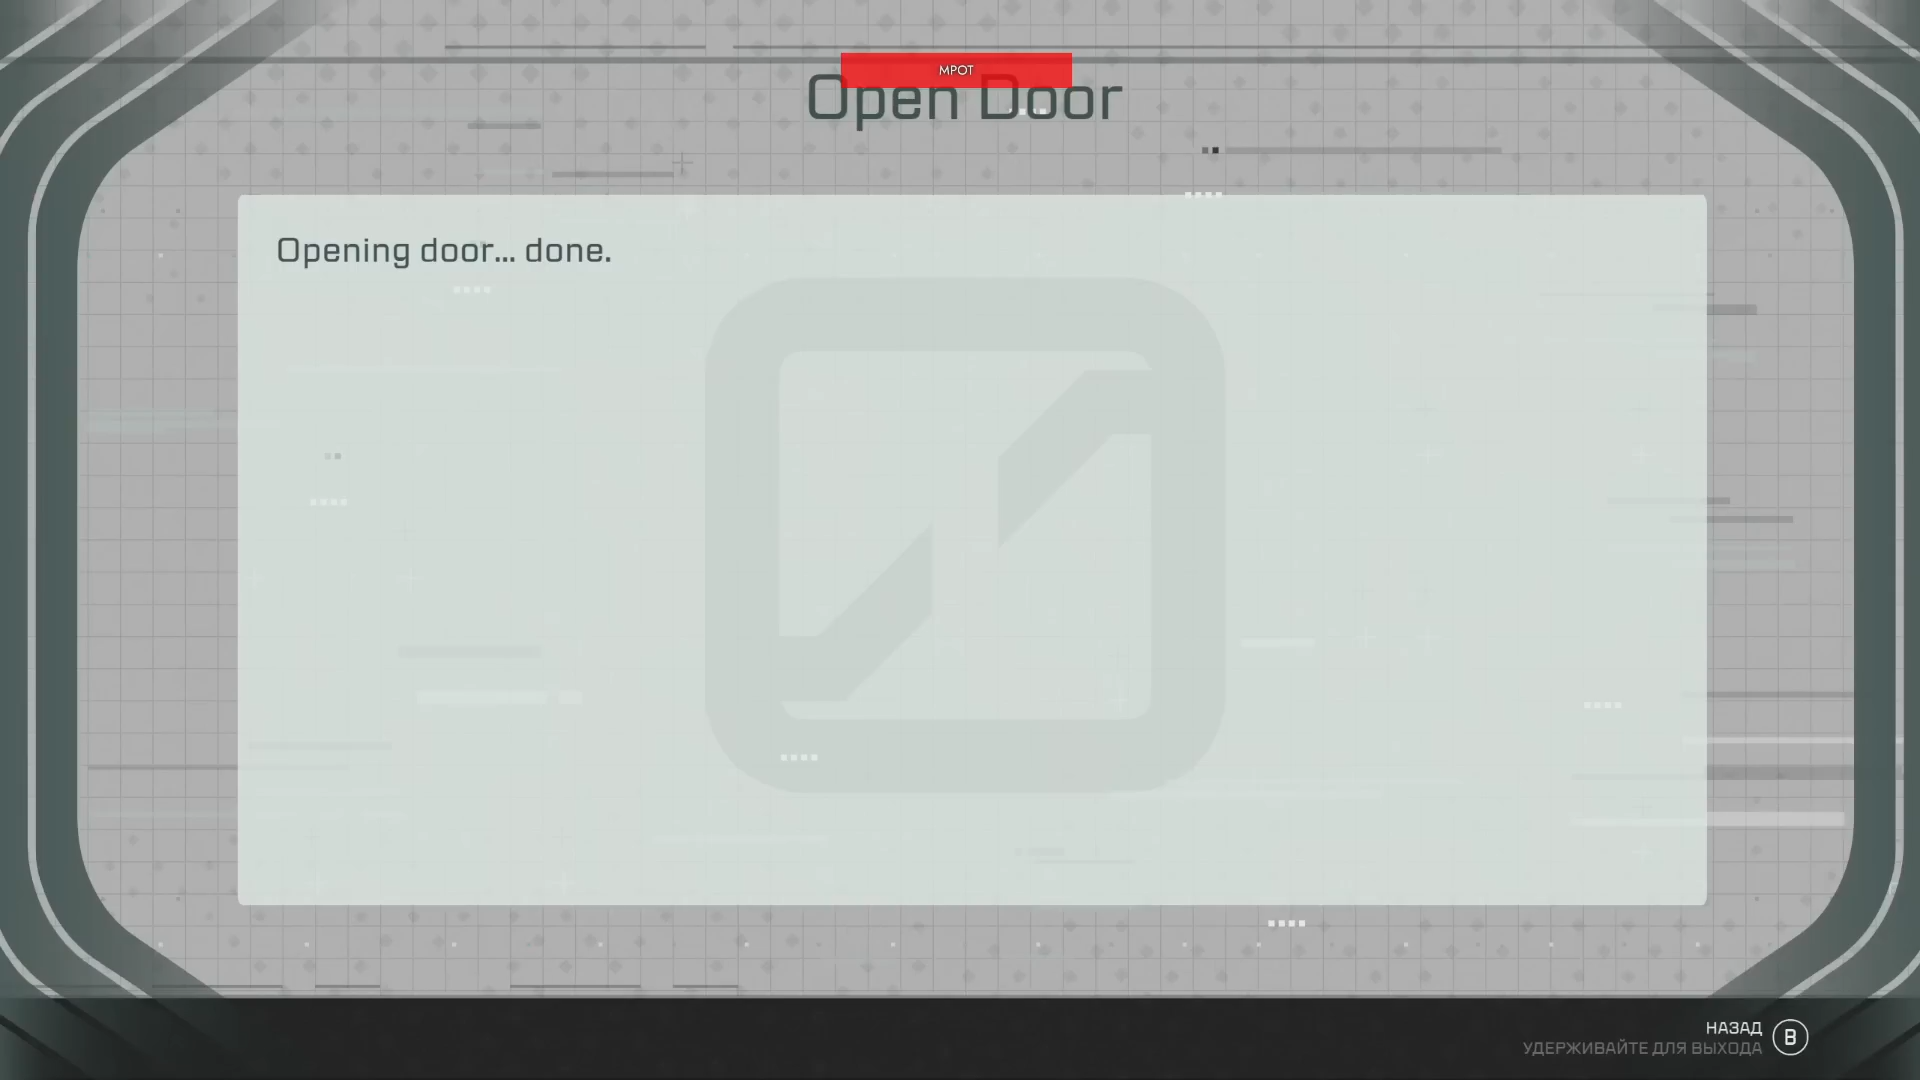 МРОТ
Open Door
Opening door... done.
НАЗАД
УДЕРЖИВАЙТЕ ДЛЯ ВЫХОДА
B